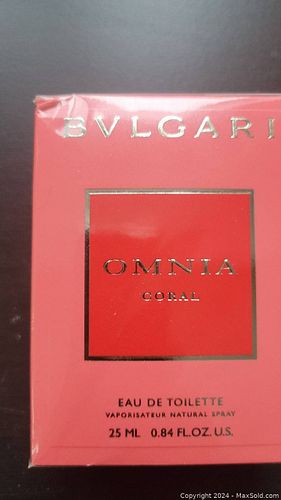 BVLGARI
OMNIA
CORAL
EAU DE TOILETTE
VAPORISATEUR NATURAL SPRAY
25 ML 0.84 FL.OZ. U.S.
Copyright 2024 - MaxSold.com